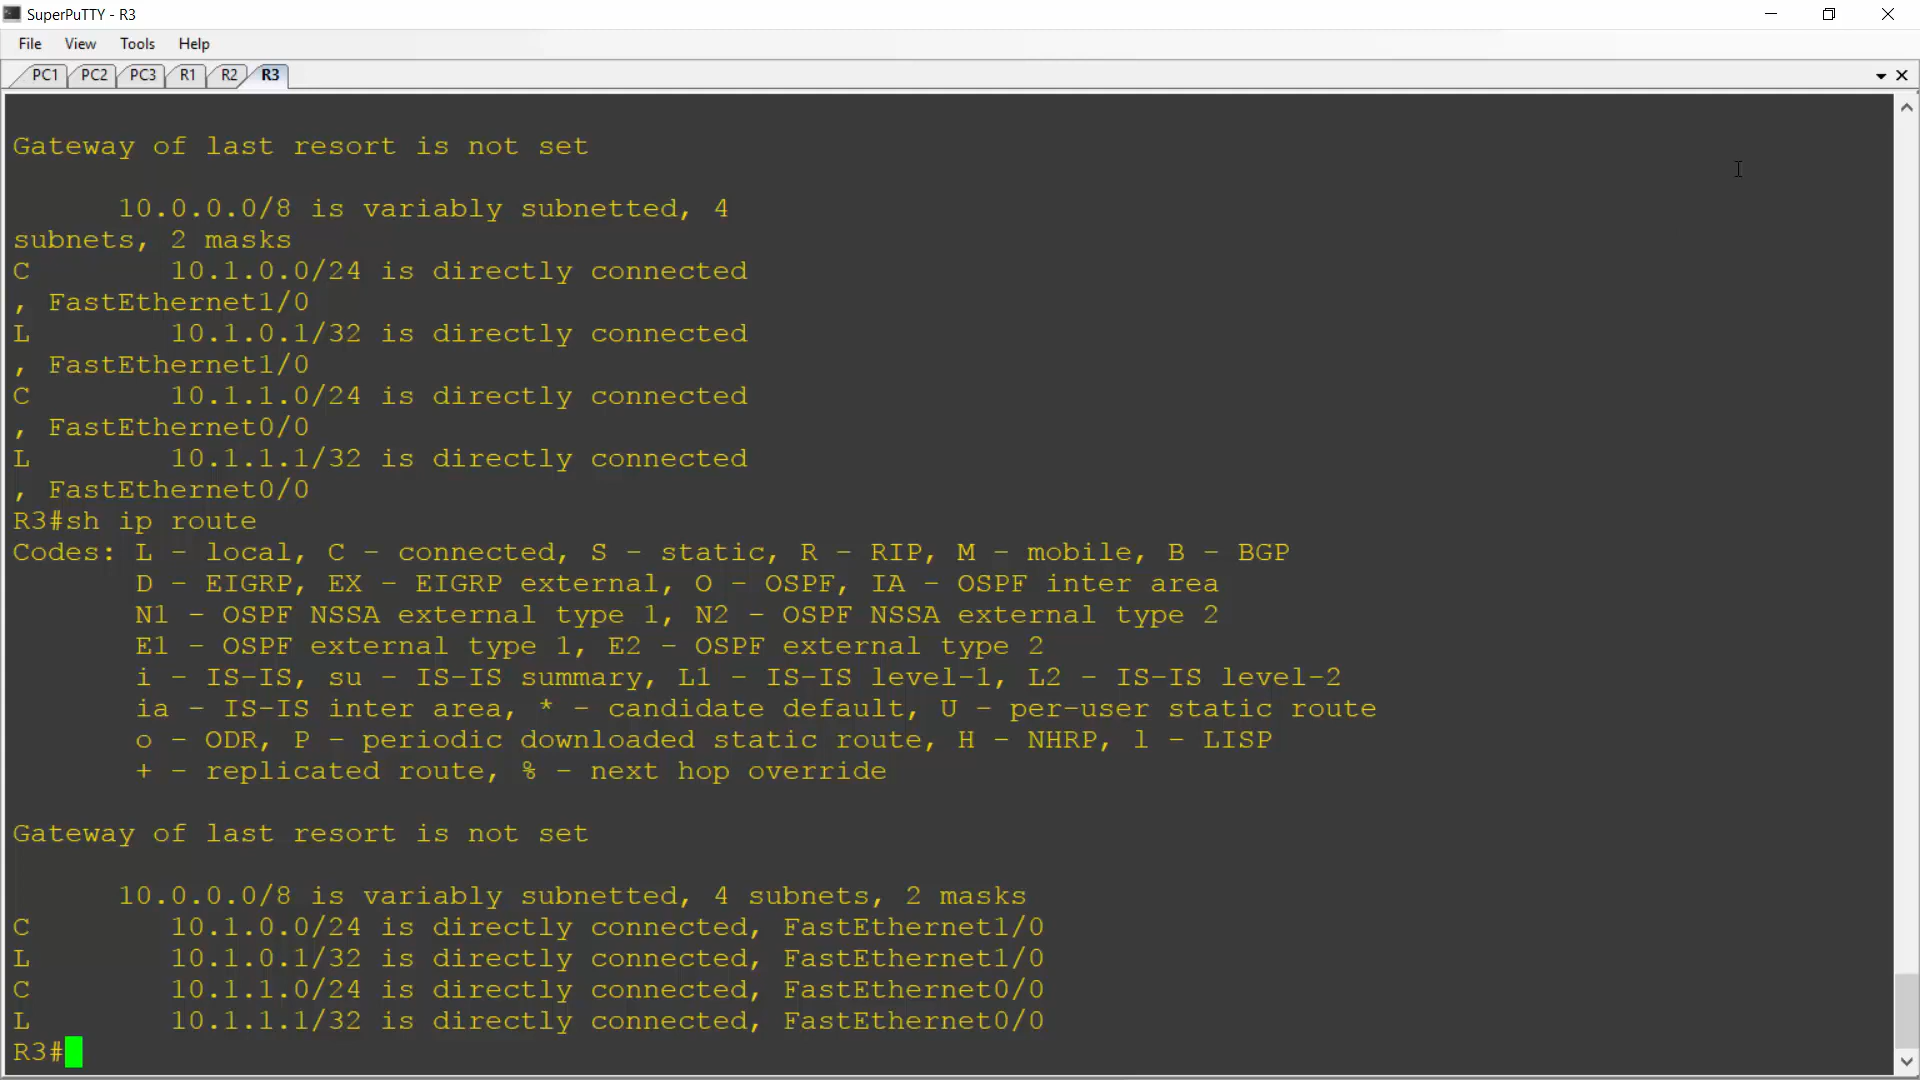 SuperPuTTY - R3
File View Tools Help
PC1 PC2 PC3 R1 R2 R3
Gateway of last resort is not set
10.0.0.0/8 is variably subnetted, 4
subnets, 2 masks
C 10.1.0.0/24 is directly connected
, FastEthernet1/0
L 10.1.0.1/32 is directly connected
, FastEthernet1/0
C 10.1.1.0/24 is directly connected
, FastEthernet0/0
L 10.1.1.1/32 is directly connected
, FastEthernet0/0
R3#sh ip route
Codes: L - local, C - connected, S - static, R - RIP, M - mobile, B - BGP
D - EIGRP, EX - EIGRP external, O - OSPF, IA - OSPF inter area
N1 - OSPF NSSA external type 1, N2 - OSPF NSSA external type 2
E1 - OSPF external type 1, E2 - OSPF external type 2
i - IS-IS, su - IS-IS summary, L1 - IS-IS level-1, L2 - IS-IS level-2
ia - IS-IS inter area, * - candidate default, U - per-user static route
o - ODR, P - periodic downloaded static route, H - NHRP, l - LISP
+ - replicated route, % - next hop override
Gateway of last resort is not set
10.0.0.0/8 is variably subnetted, 4 subnets, 2 masks
C 10.1.0.0/24 is directly connected, FastEthernet1/0
L 10.1.0.1/32 is directly connected, FastEthernet1/0
C 10.1.1.0/24 is directly connected, FastEthernet0/0
L 10.1.1.1/32 is directly connected, FastEthernet0/0
R3#